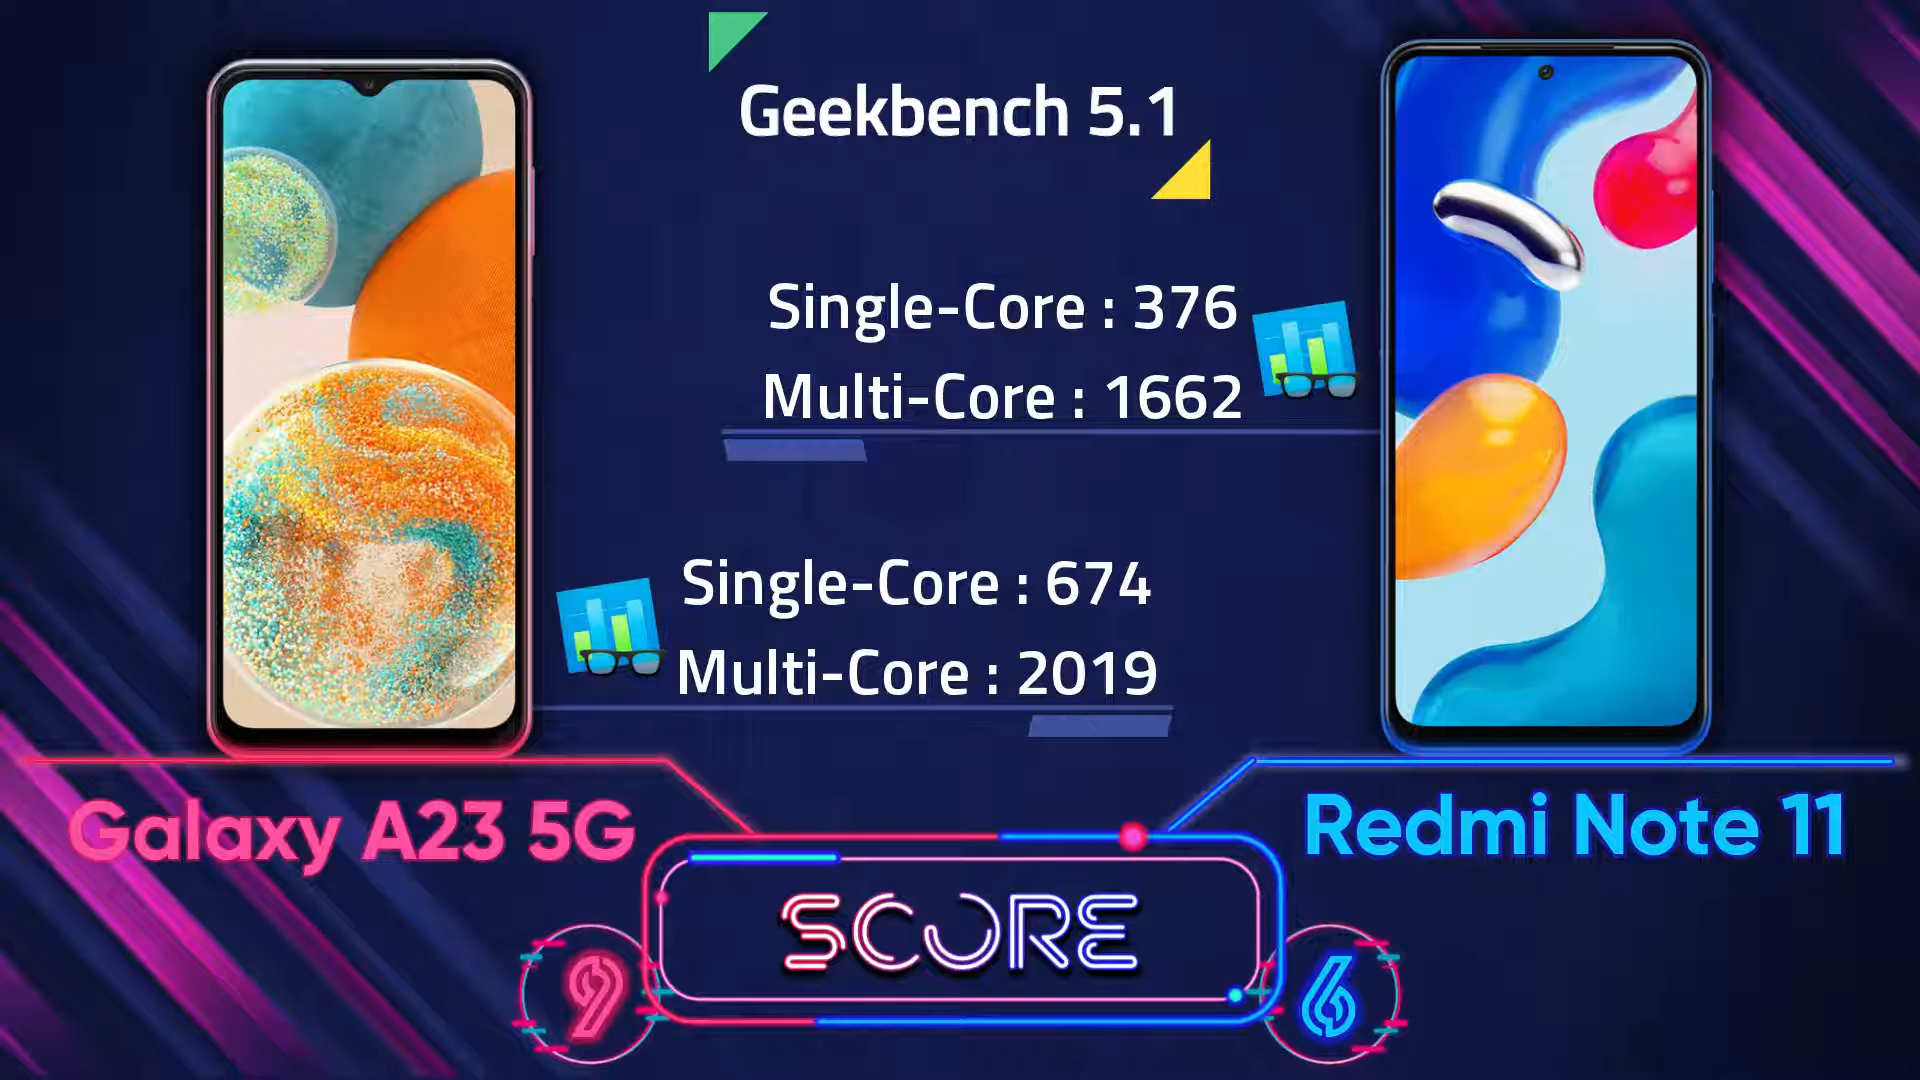 Geekbench 5.1
Single-Core : 376
Multi-Core : 1662
Single-Core : 674
Multi-Core : 2019
Galaxy A23 5G
Redmi Note 11
SCORE
9
6